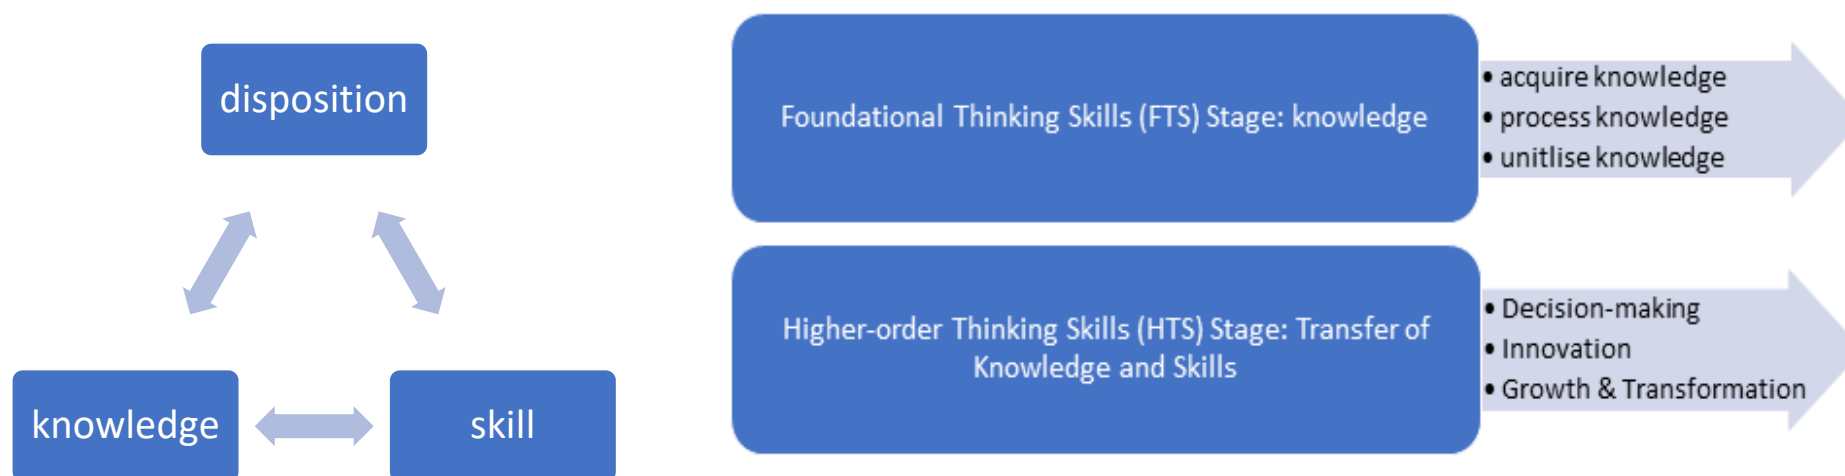 disposition
knowledge
skill
Foundational Thinking Skills (FTS) Stage: knowledge
• acquire knowledge
• process knowledge
• unitlise knowledge
Higher-order Thinking Skills (HTS) Stage: Transfer of
Knowledge and Skills
• Decision-making
• Innovation
• Growth & Transformation